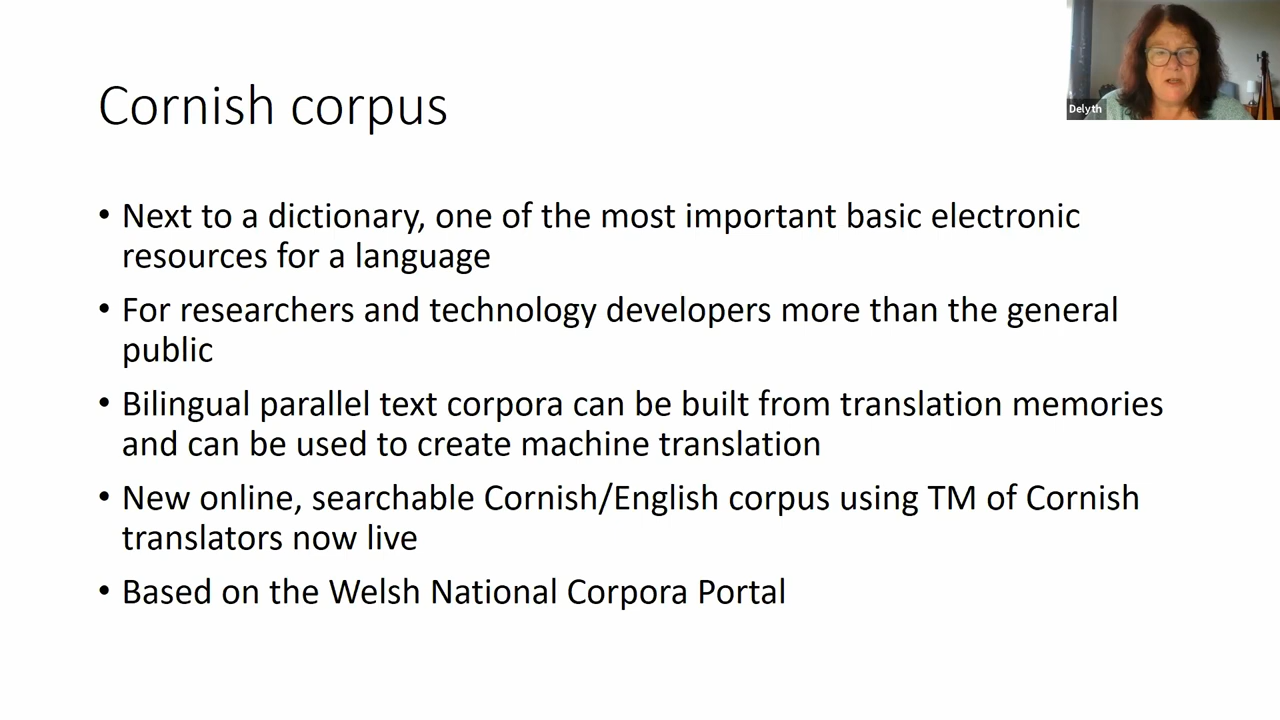 Cornish corpus
Delyth
• Next to a dictionary, one of the most important basic electronic
resources for a language
• For researchers and technology developers more than the general
public
• Bilingual parallel text corpora can be built from translation memories
and can be used to create machine translation
• New online, searchable Cornish/English corpus using TM of Cornish
translators now live
• Based on the Welsh National Corpora Portal